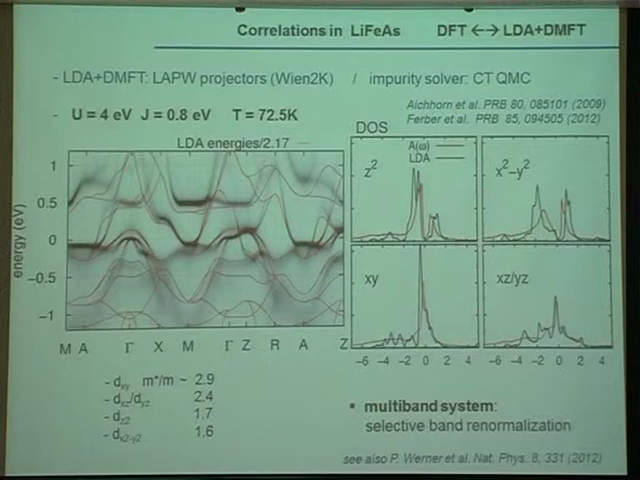 Correlations in LiFeAs DFT ←→ LDA+DMFT
- LDA+DMFT: LAPW projectors (Wien2K) / impurity solver: CT QMC
- U = 4 eV J = 0.8 eV T = 72.5K
Aichhorn et al. PRB 80, 085101 (2009)
Ferber et al. PRB 85, 094505 (2012)
LDA energies/2.17
DOS
energy (eV)
1
0.5
0
−0.5
−1
M A Γ X M Γ Z R A Z
A(ω)
LDA
z²
x²−y²
xy
xz/yz
−6 −4 −2 0 2 4 −6 −4 −2 0 2 4
- dxy m*/m ~ 2.9
- dxz/dyz 2.4
- dz2 1.7
- dx2-y2 1.6
▪ multiband system:
selective band renormalization
see also P. Werner et al. Nat. Phys. 8, 331 (2012)